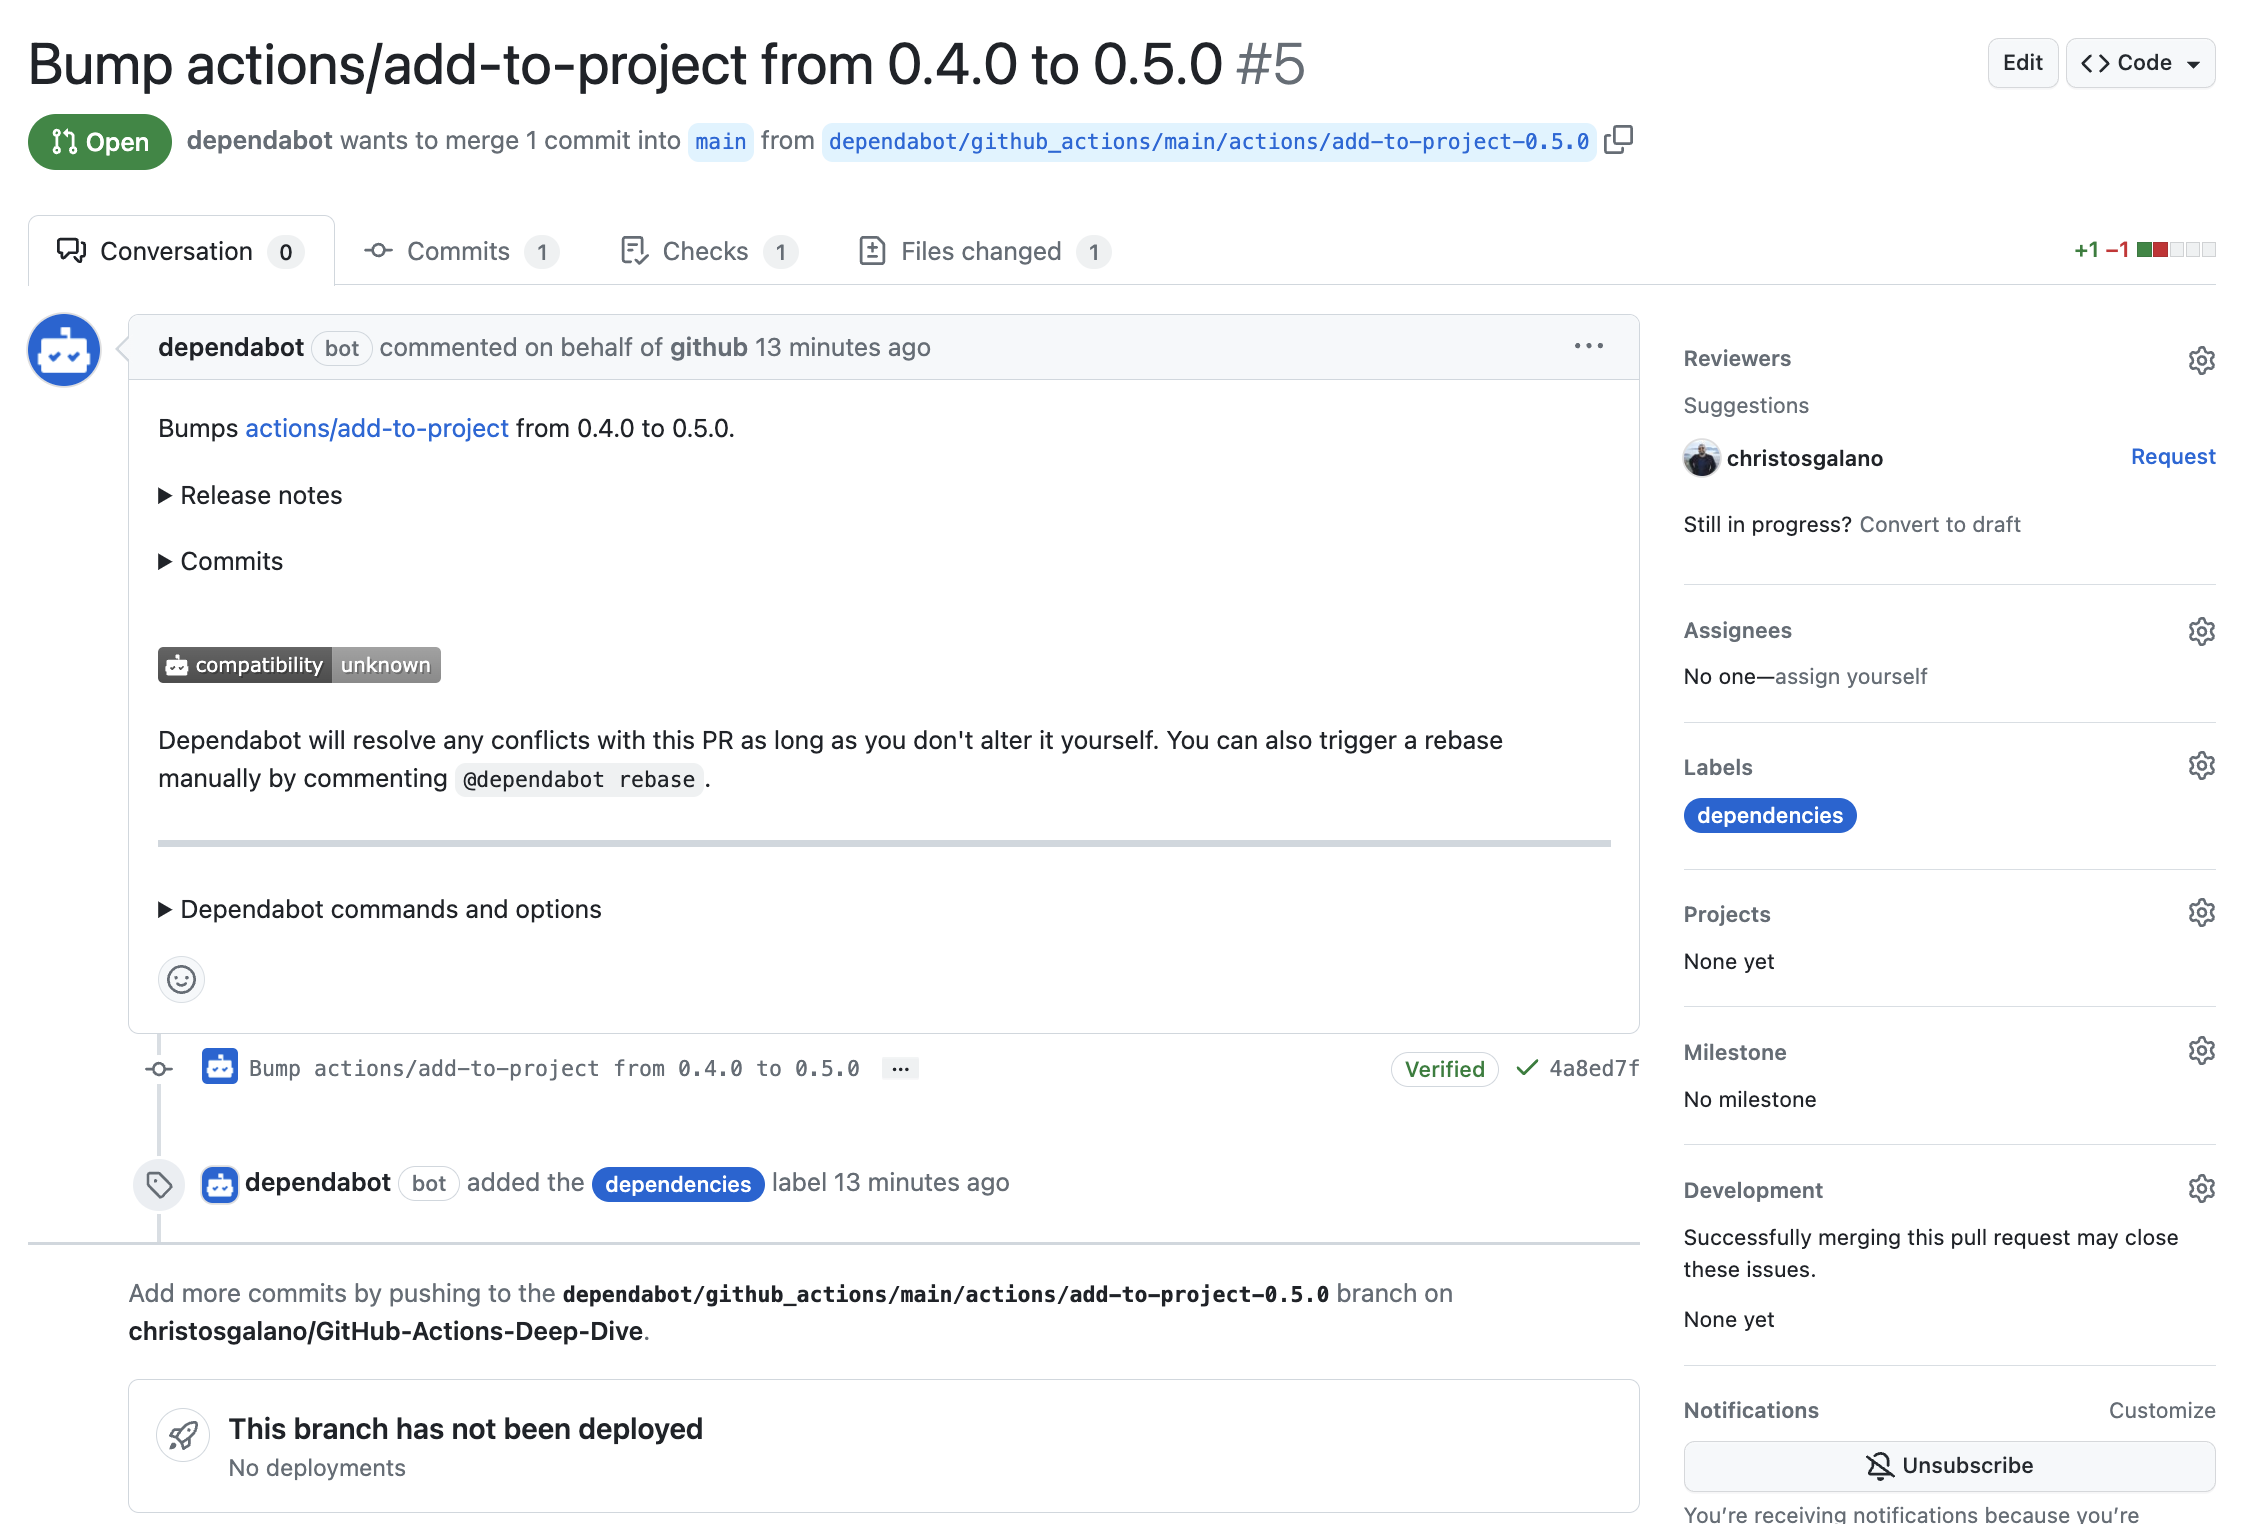 Bump actions/add-to-project from 0.4.0 to 0.5.0 #5
Edit
<> Code
Open
dependabot wants to merge 1 commit into main from dependabot/github_actions/main/actions/add-to-project-0.5.0
Conversation 0
Commits 1
Checks 1
Files changed 1
+1 −1
dependabot bot commented on behalf of github 13 minutes ago
Bumps actions/add-to-project from 0.4.0 to 0.5.0.
Release notes
Commits
compatibility unknown
Dependabot will resolve any conflicts with this PR as long as you don't alter it yourself. You can also trigger a rebase
manually by commenting @dependabot rebase.
Dependabot commands and options
Bump actions/add-to-project from 0.4.0 to 0.5.0 ...
Verified 4a8ed7f
dependabot bot added the dependencies label 13 minutes ago
Add more commits by pushing to the dependabot/github_actions/main/actions/add-to-project-0.5.0 branch on
christosgalano/GitHub-Actions-Deep-Dive.
This branch has not been deployed
No deployments
Reviewers
Suggestions
christosgalano Request
Still in progress? Convert to draft
Assignees
No one—assign yourself
Labels
dependencies
Projects
None yet
Milestone
No milestone
Development
Successfully merging this pull request may close
these issues.
None yet
Notifications Customize
Unsubscribe
You're receiving notifications because you're